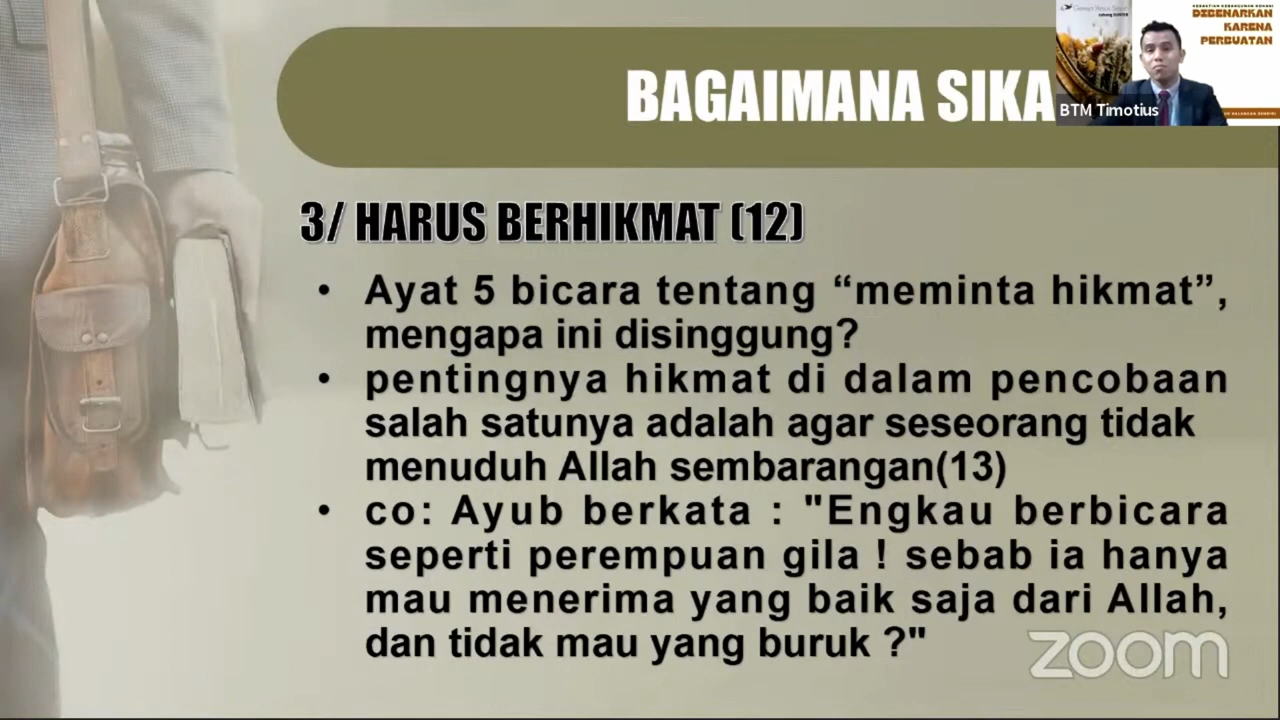 BAGAIMANA SIKA
DIBENARKAN
KARENA
PERBUATAN
BTM Timotius
3/ HARUS BERHIKMAT (12)
• Ayat 5 bicara tentang “meminta hikmat”,
mengapa ini disinggung?
• pentingnya hikmat di dalam pencobaan
salah satunya adalah agar seseorang tidak
menuduh Allah sembarangan(13)
• co: Ayub berkata : "Engkau berbicara
seperti perempuan gila ! sebab ia hanya
mau menerima yang baik saja dari Allah,
dan tidak mau yang buruk ?"
zoom